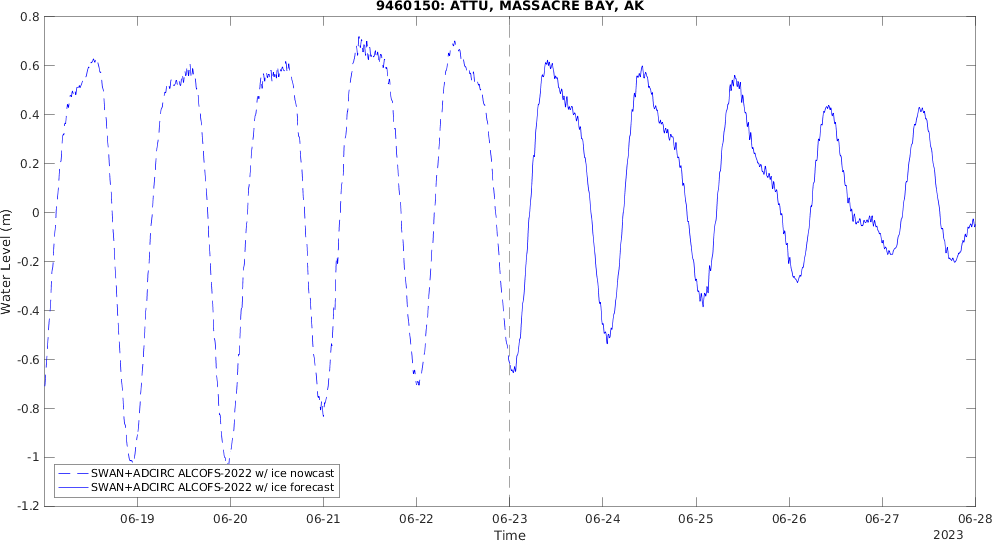 9460150: ATTU, MASSACRE BAY, AK
0.8
0.6
0.4
0.2
0
-0.2
-0.4
-0.6
-0.8
-1
-1.2
Water Level (m)
SWAN+ADCIRC ALCOFS-2022 w/ ice nowcast
SWAN+ADCIRC ALCOFS-2022 w/ ice forecast
06-19 06-20 06-21 06-22 06-23 06-24 06-25 06-26 06-27 06-28
Time
2023